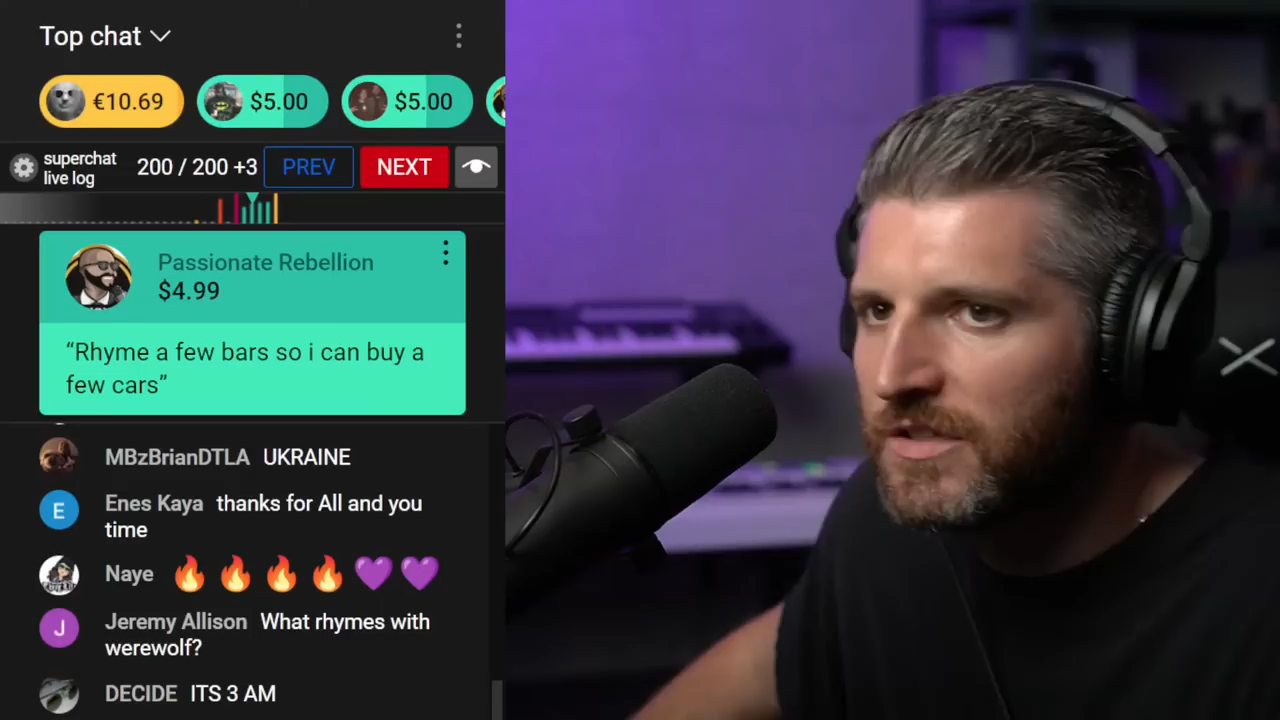 Top chat
€10.69
$5.00
$5.00
superchat
live log
200 / 200 +3
PREV
NEXT
Passionate Rebellion
$4.99
“Rhyme a few bars so i can buy a
few cars”
MBzBrianDTLA UKRAINE
Enes Kaya thanks for All and you
time
Naye 🔥🔥🔥🔥💜💜
E
J
Jeremy Allison What rhymes with
werewolf?
DECIDE ITS 3 AM